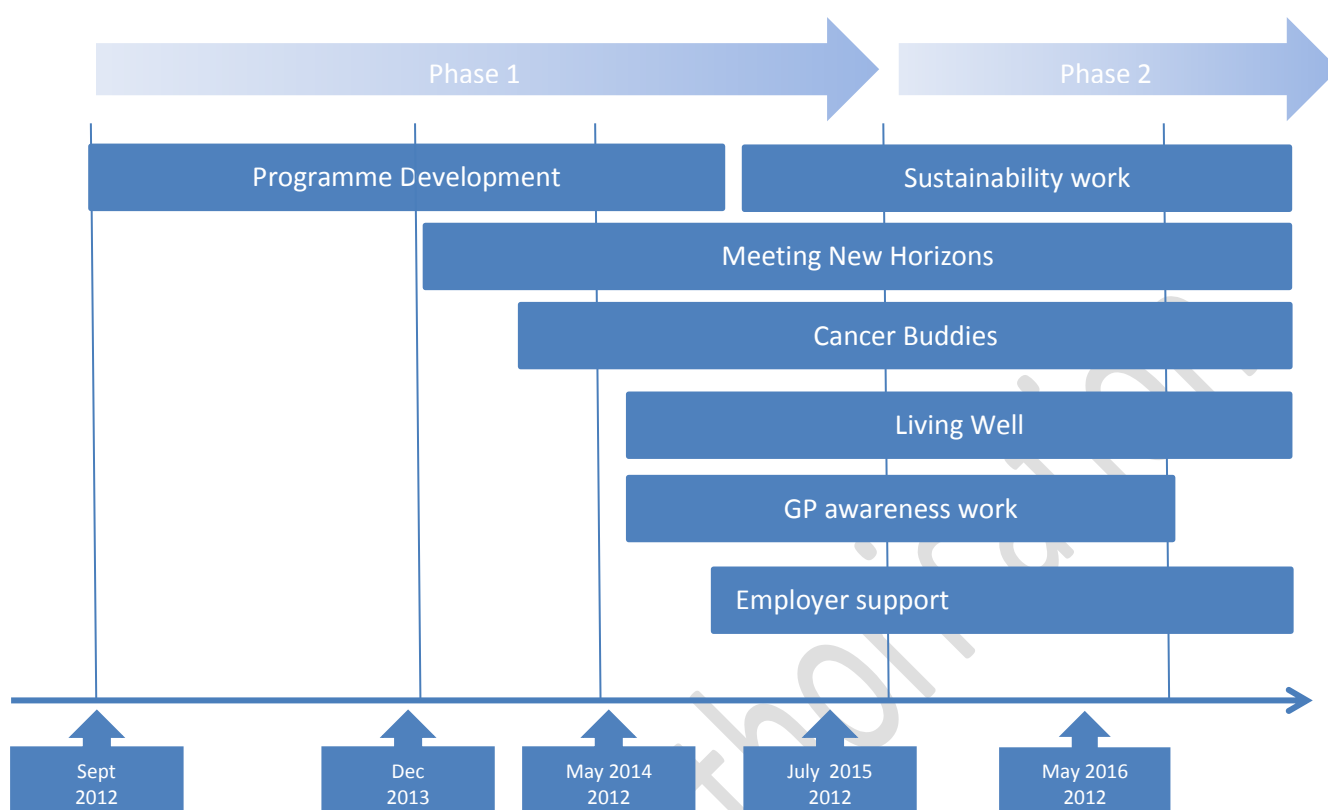 Phase 1
Phase 2
Programme Development
Sustainability work
Meeting New Horizons
Cancer Buddies
Living Well
GP awareness work
Employer support
Sept
2012
Dec
2013
May 2014
2012
July 2015
2012
May 2016
2012